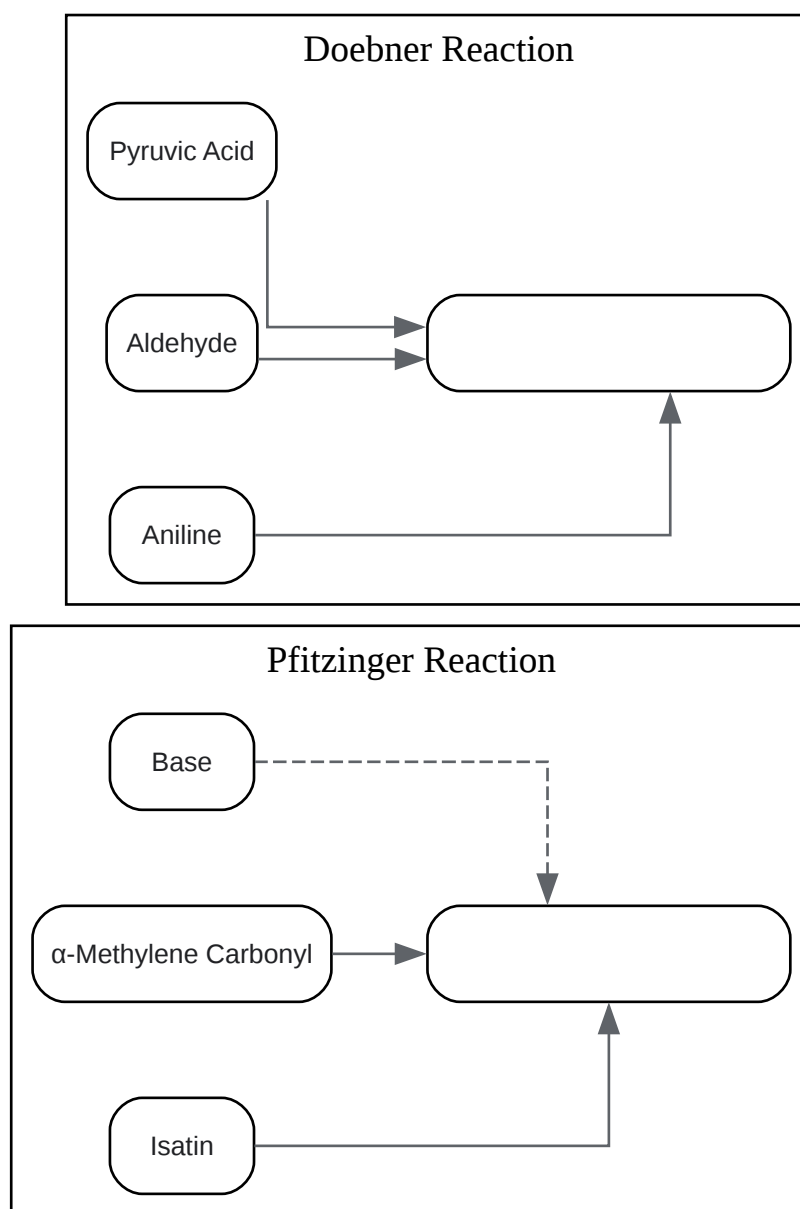 Doebner Reaction
Pyruvic Acid
Aldehyde
Aniline
Pfitzinger Reaction
Base
α-Methylene Carbonyl
Isatin